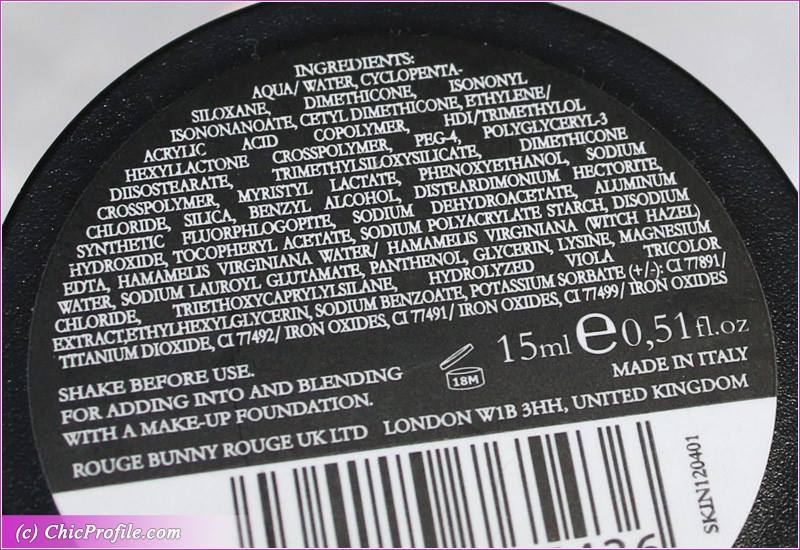 INGREDIENTS:
AQUA/ WATER, CYCLOPENTA-
SILOXANE, DIMETHICONE, ISONONYL
ISONONANOATE, CETYL DIMETHICONE, ETHYLENE/
ACRYLIC ACID COPOLYMER, HDI/TRIMETHYLOL
HEXYLLACTONE CROSSPOLYMER, PEG-4, POLYGLYCERYL-3
DIISOSTEARATE, TRIMETHYLSILOXYSILICATE, DIMETHICONE
CROSSPOLYMER, MYRISTYL LACTATE, PHENOXYETHANOL, SODIUM
CHLORIDE, SILICA, BENZYL ALCOHOL, DISTEARDIMONIUM HECTORITE,
SYNTHETIC FLUORPHLOGOPITE, SODIUM DEHYDROACETATE, ALUMINUM
HYDROXIDE, TOCOPHERYL ACETATE, SODIUM POLYACRYLATE STARCH, DISODIUM
EDTA, HAMAMELIS VIRGINIANA WATER/ HAMAMELIS VIRGINIANA (WITCH HAZEL)
WATER, SODIUM LAUROYL GLUTAMATE, PANTHENOL, GLYCERIN, LYSINE, MAGNESIUM
CHLORIDE, TRIETHOXYCAPRYLYLSILANE, HYDROLYZED VIOLA TRICOLOR
EXTRACT,ETHYLHEXYLGLYCERIN, SODIUM BENZOATE, POTASSIUM SORBATE (+/-): CI 77891/
TITANIUM DIOXIDE, CI 77492/ IRON OXIDES, CI 77491/ IRON OXIDES, CI 77499/ IRON OXIDES
18M
15ml e 0,51fl.oz
SHAKE BEFORE USE.
FOR ADDING INTO AND BLENDING
WITH A MAKE-UP FOUNDATION.
MADE IN ITALY
ROUGE BUNNY ROUGE UK LTD LONDON W1B 3HH, UNITED KINGDOM
SKIN120401
(c) ChicProfile.com